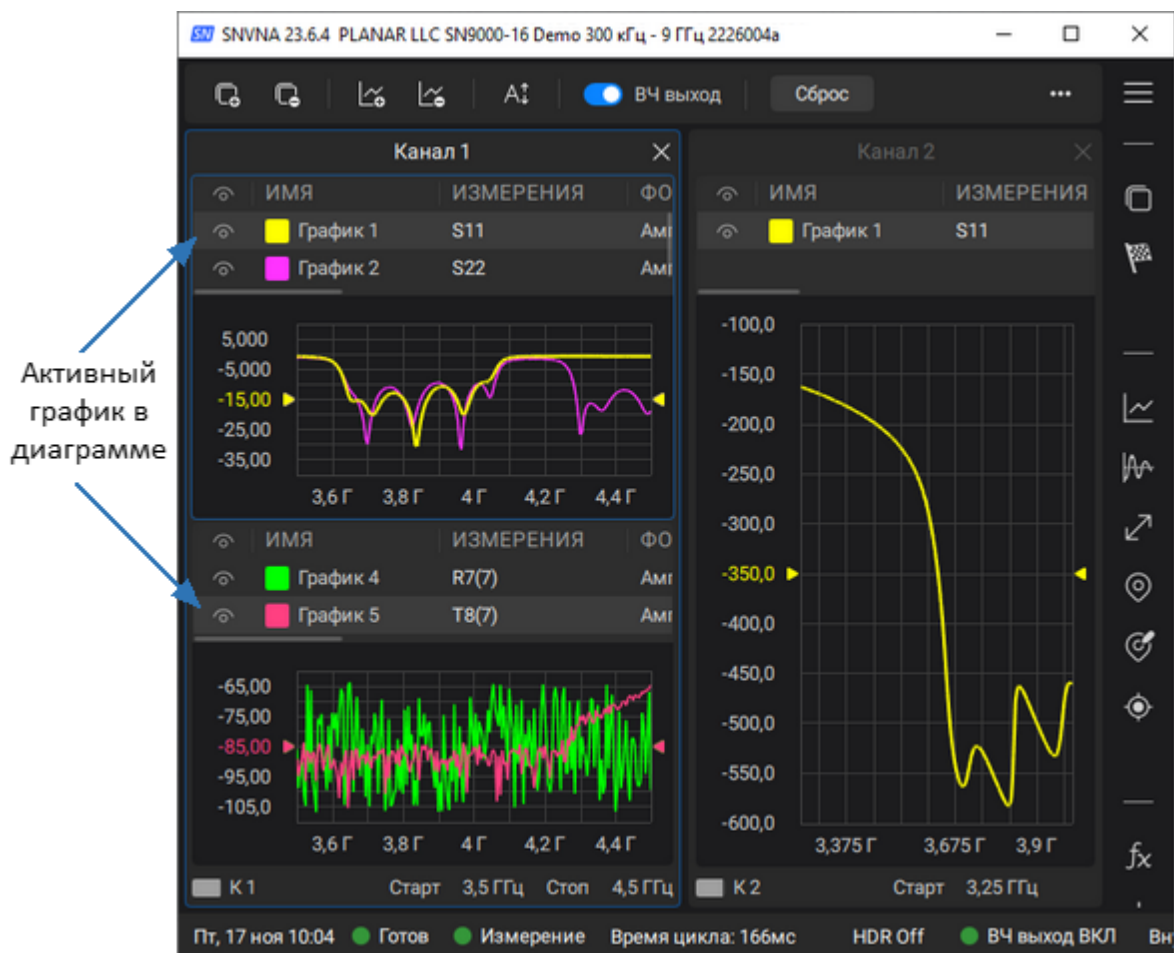 SNVNA 23.6.4 PLANAR LLC SN9000-16 Demo 300 кГц - 9 ГГц 2226004a
ВЧ выход
Сброс
Активный
график в
диаграмме
Канал 1
ИМЯ ИЗМЕРЕНИЯ ФО
График 1 S11 Ам
График 2 S22 Ам
5,000
-5,000
-15,00
-25,00
-35,00
3,6 Г 3,8 Г 4 Г 4,2 Г 4,4 Г
ИМЯ ИЗМЕРЕНИЯ ФО
График 4 R7(7) Ам
График 5 T8(7) Ам
-65,00
-75,00
-85,00
-95,00
-105,0
3,6 Г 3,8 Г 4 Г 4,2 Г 4,4 Г
К 1 Старт 3,5 ГГц Стоп 4,5 ГГц
Канал 2
ИМЯ ИЗМЕРЕНИЯ
График 1 S11
-100,0
-150,0
-200,0
-250,0
-300,0
-350,0
-400,0
-450,0
-500,0
-550,0
-600,0
3,375 Г 3,675 Г 3,9 Г
К 2 Старт 3,25 ГГц
fx
Пт, 17 ноя 10:04 Готов Измерение Время цикла: 166мс HDR Off ВЧ выход ВКЛ Вн